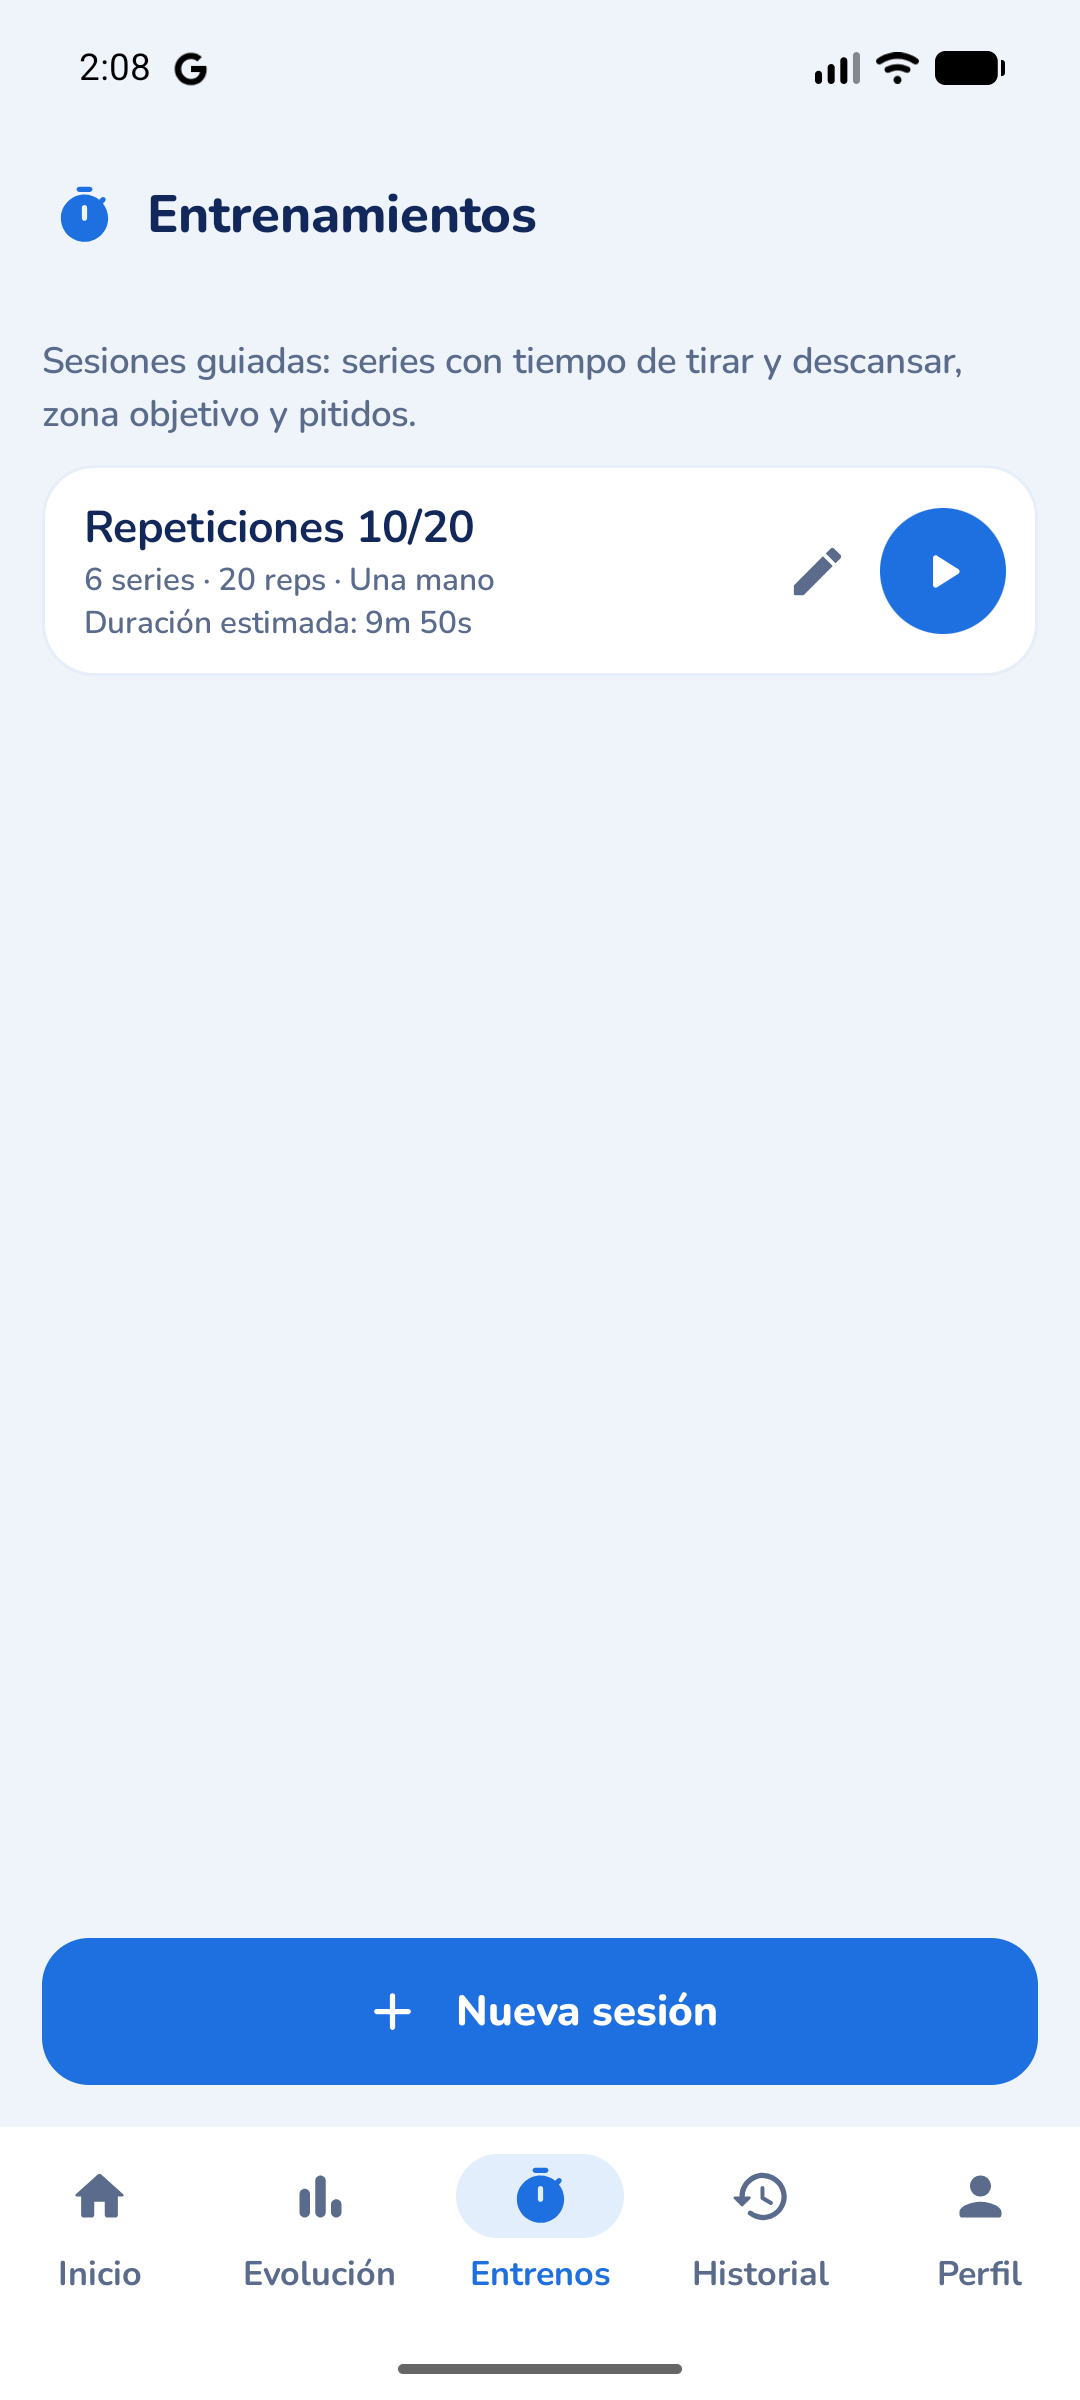 2:08
Entrenamientos
Sesiones guiadas: series con tiempo de tirar y descansar,
zona objetivo y pitidos.
Repeticiones 10/20
6 series · 20 reps · Una mano
Duración estimada: 9m 50s
Nueva sesión
Inicio
Evolución
Entrenos
Historial
Perfil